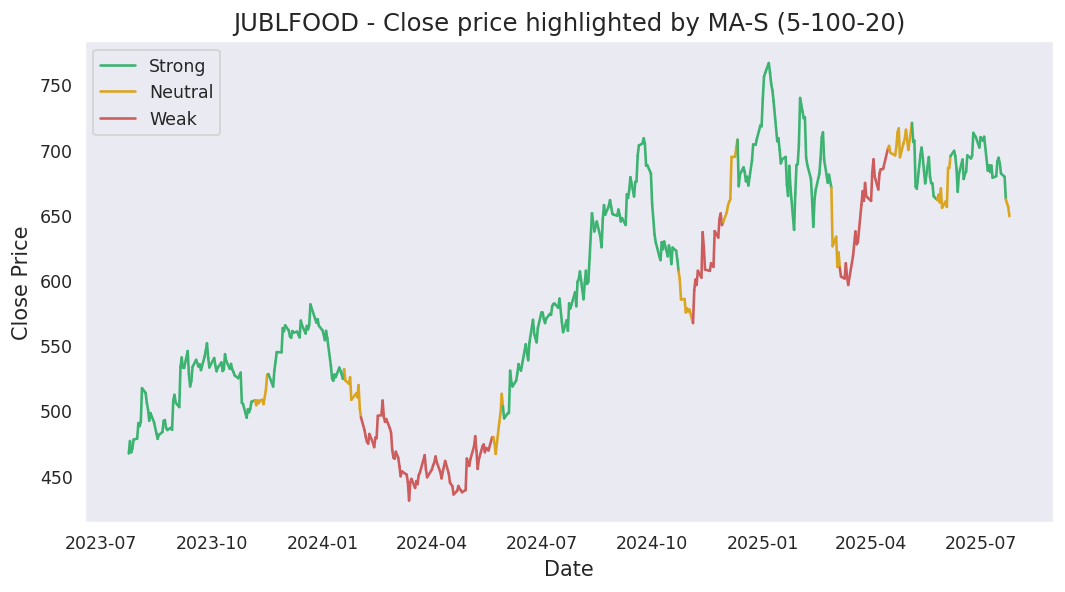 JUBLFOOD - Close price highlighted by MA-S (5-100-20)
Strong
Neutral
Weak
750
700
650
600
550
500
450
Close Price
2023-07 2023-10 2024-01 2024-04 2024-07 2024-10 2025-01 2025-04 2025-07
Date